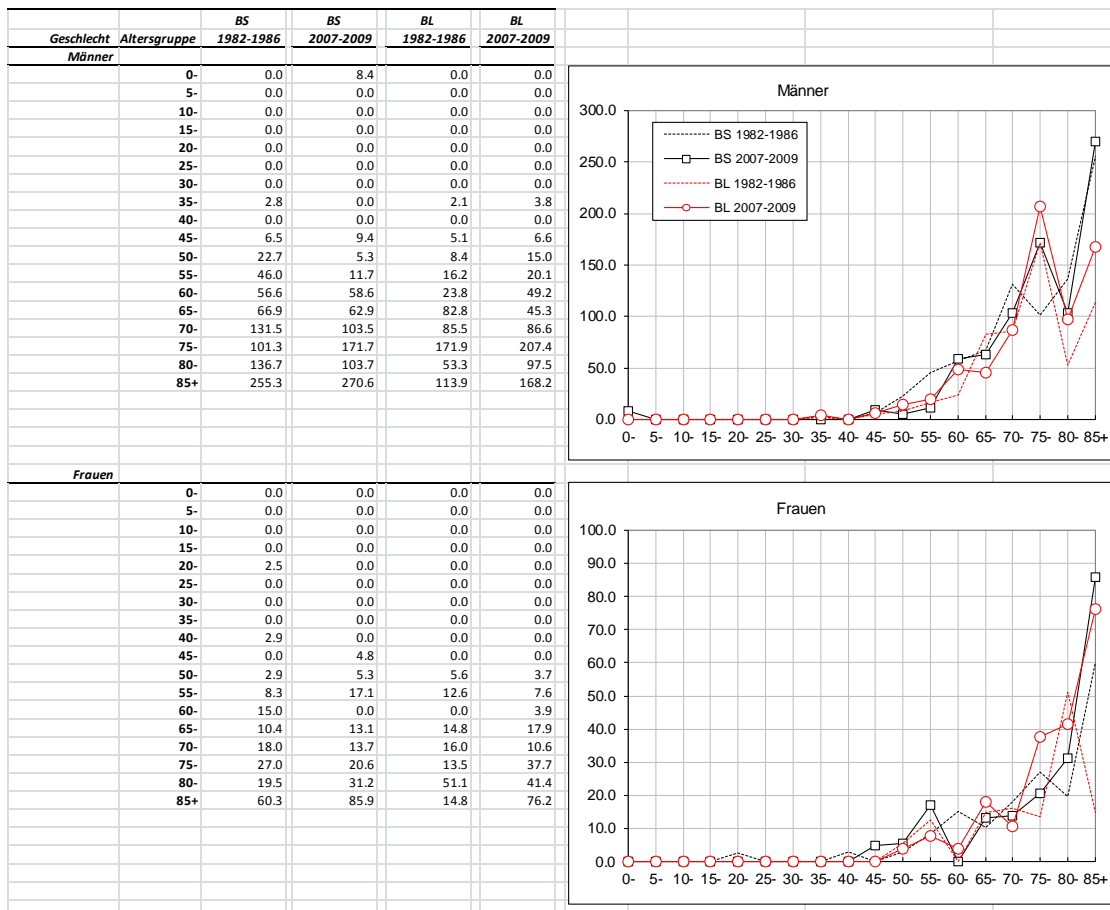 BS BS BL BL
Geschlecht Altersgruppe 1982-1986 2007-2009 1982-1986 2007-2009
Männer
0- 0.0 8.4 0.0 0.0
5- 0.0 0.0 0.0 0.0
10- 0.0 0.0 0.0 0.0
15- 0.0 0.0 0.0 0.0
20- 0.0 0.0 0.0 0.0
25- 0.0 0.0 0.0 0.0
30- 0.0 0.0 0.0 0.0
35- 2.8 0.0 2.1 3.8
40- 0.0 0.0 0.0 0.0
45- 6.5 9.4 5.1 6.6
50- 22.7 5.3 8.4 15.0
55- 46.0 11.7 16.2 20.1
60- 56.6 58.6 23.8 49.2
65- 66.9 62.9 82.8 45.3
70- 131.5 103.5 85.5 86.6
75- 101.3 171.7 171.9 207.4
80- 136.7 103.7 53.3 97.5
85+ 255.3 270.6 113.9 168.2
Männer
300.0
250.0
200.0
150.0
100.0
50.0
0.0
BS 1982-1986
BS 2007-2009
BL 1982-1986
BL 2007-2009
0- 5- 10- 15- 20- 25- 30- 35- 40- 45- 50- 55- 60- 65- 70- 75- 80- 85+
Frauen
0- 0.0 0.0 0.0 0.0
5- 0.0 0.0 0.0 0.0
10- 0.0 0.0 0.0 0.0
15- 0.0 0.0 0.0 0.0
20- 2.5 0.0 0.0 0.0
25- 0.0 0.0 0.0 0.0
30- 0.0 0.0 0.0 0.0
35- 0.0 0.0 0.0 0.0
40- 2.9 0.0 0.0 0.0
45- 0.0 4.8 0.0 0.0
50- 2.9 5.3 5.6 3.7
55- 8.3 17.1 12.6 7.6
60- 15.0 0.0 0.0 3.9
65- 10.4 13.1 14.8 17.9
70- 18.0 13.7 16.0 10.6
75- 27.0 20.6 13.5 37.7
80- 19.5 31.2 51.1 41.4
85+ 60.3 85.9 14.8 76.2
Frauen
100.0
90.0
80.0
70.0
60.0
50.0
40.0
30.0
20.0
10.0
0.0
0- 5- 10- 15- 20- 25- 30- 35- 40- 45- 50- 55- 60- 65- 70- 75- 80- 85+